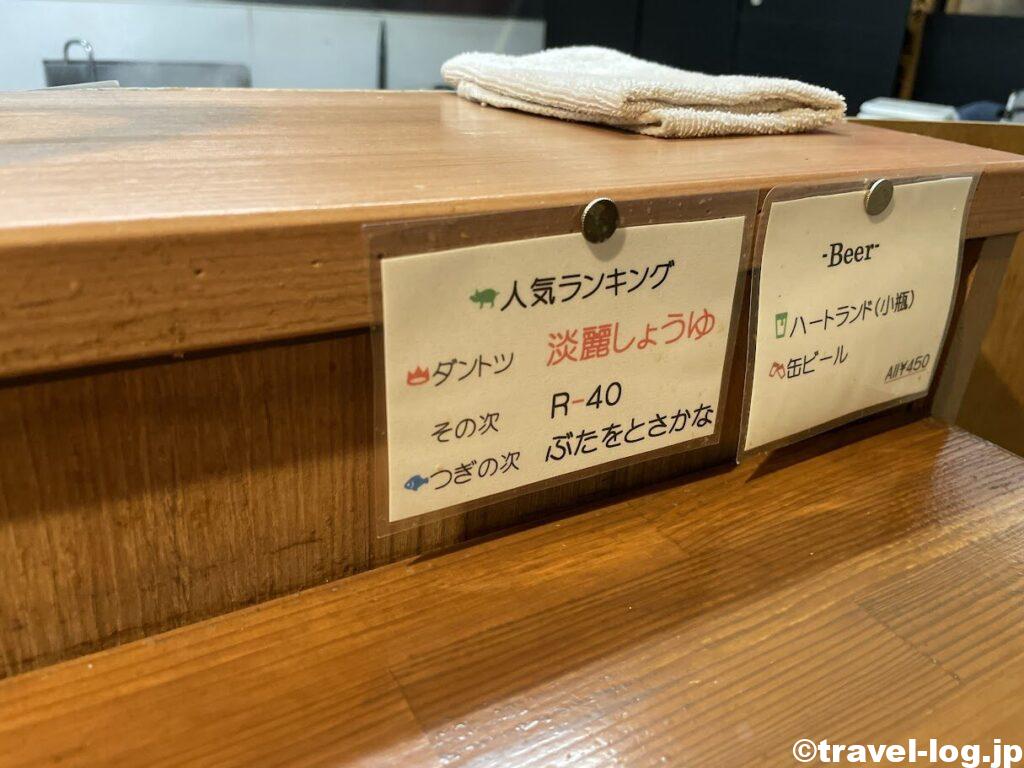 人気ランキング
ダントツ 淡麗しょうゆ
その次 R-40
つぎの次 ぶたをとさかな
-Beer-
ハートランド(小瓶)
缶ビール
All¥450
©travel-log.jp